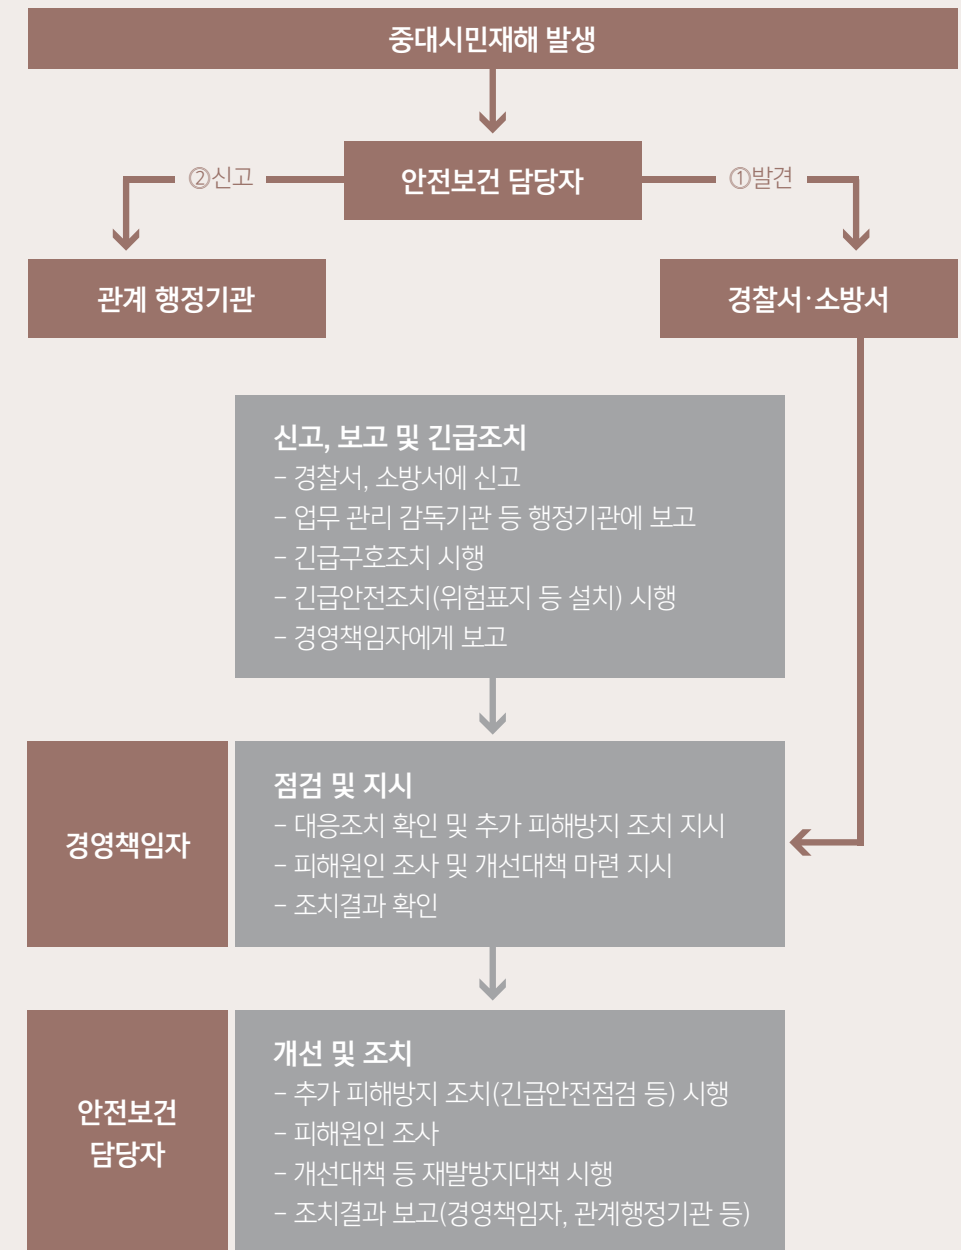 중대시민재해 발생
안전보건 담당자
②신고
①발견
관계 행정기관
경찰서·소방서
신고, 보고 및 긴급조치
– 경찰서, 소방서에 신고
– 업무 관리 감독기관 등 행정기관에 보고
– 긴급구호조치 시행
– 긴급안전조치(위험표지 등 설치) 시행
– 경영책임자에게 보고
경영책임자
점검 및 지시
– 대응조치 확인 및 추가 피해방지 조치 지시
– 피해원인 조사 및 개선대책 마련 지시
– 조치결과 확인
안전보건
담당자
개선 및 조치
– 추가 피해방지 조치(긴급안전점검 등) 시행
– 피해원인 조사
– 개선대책 등 재발방지대책 시행
– 조치결과 보고(경영책임자, 관계행정기관 등)